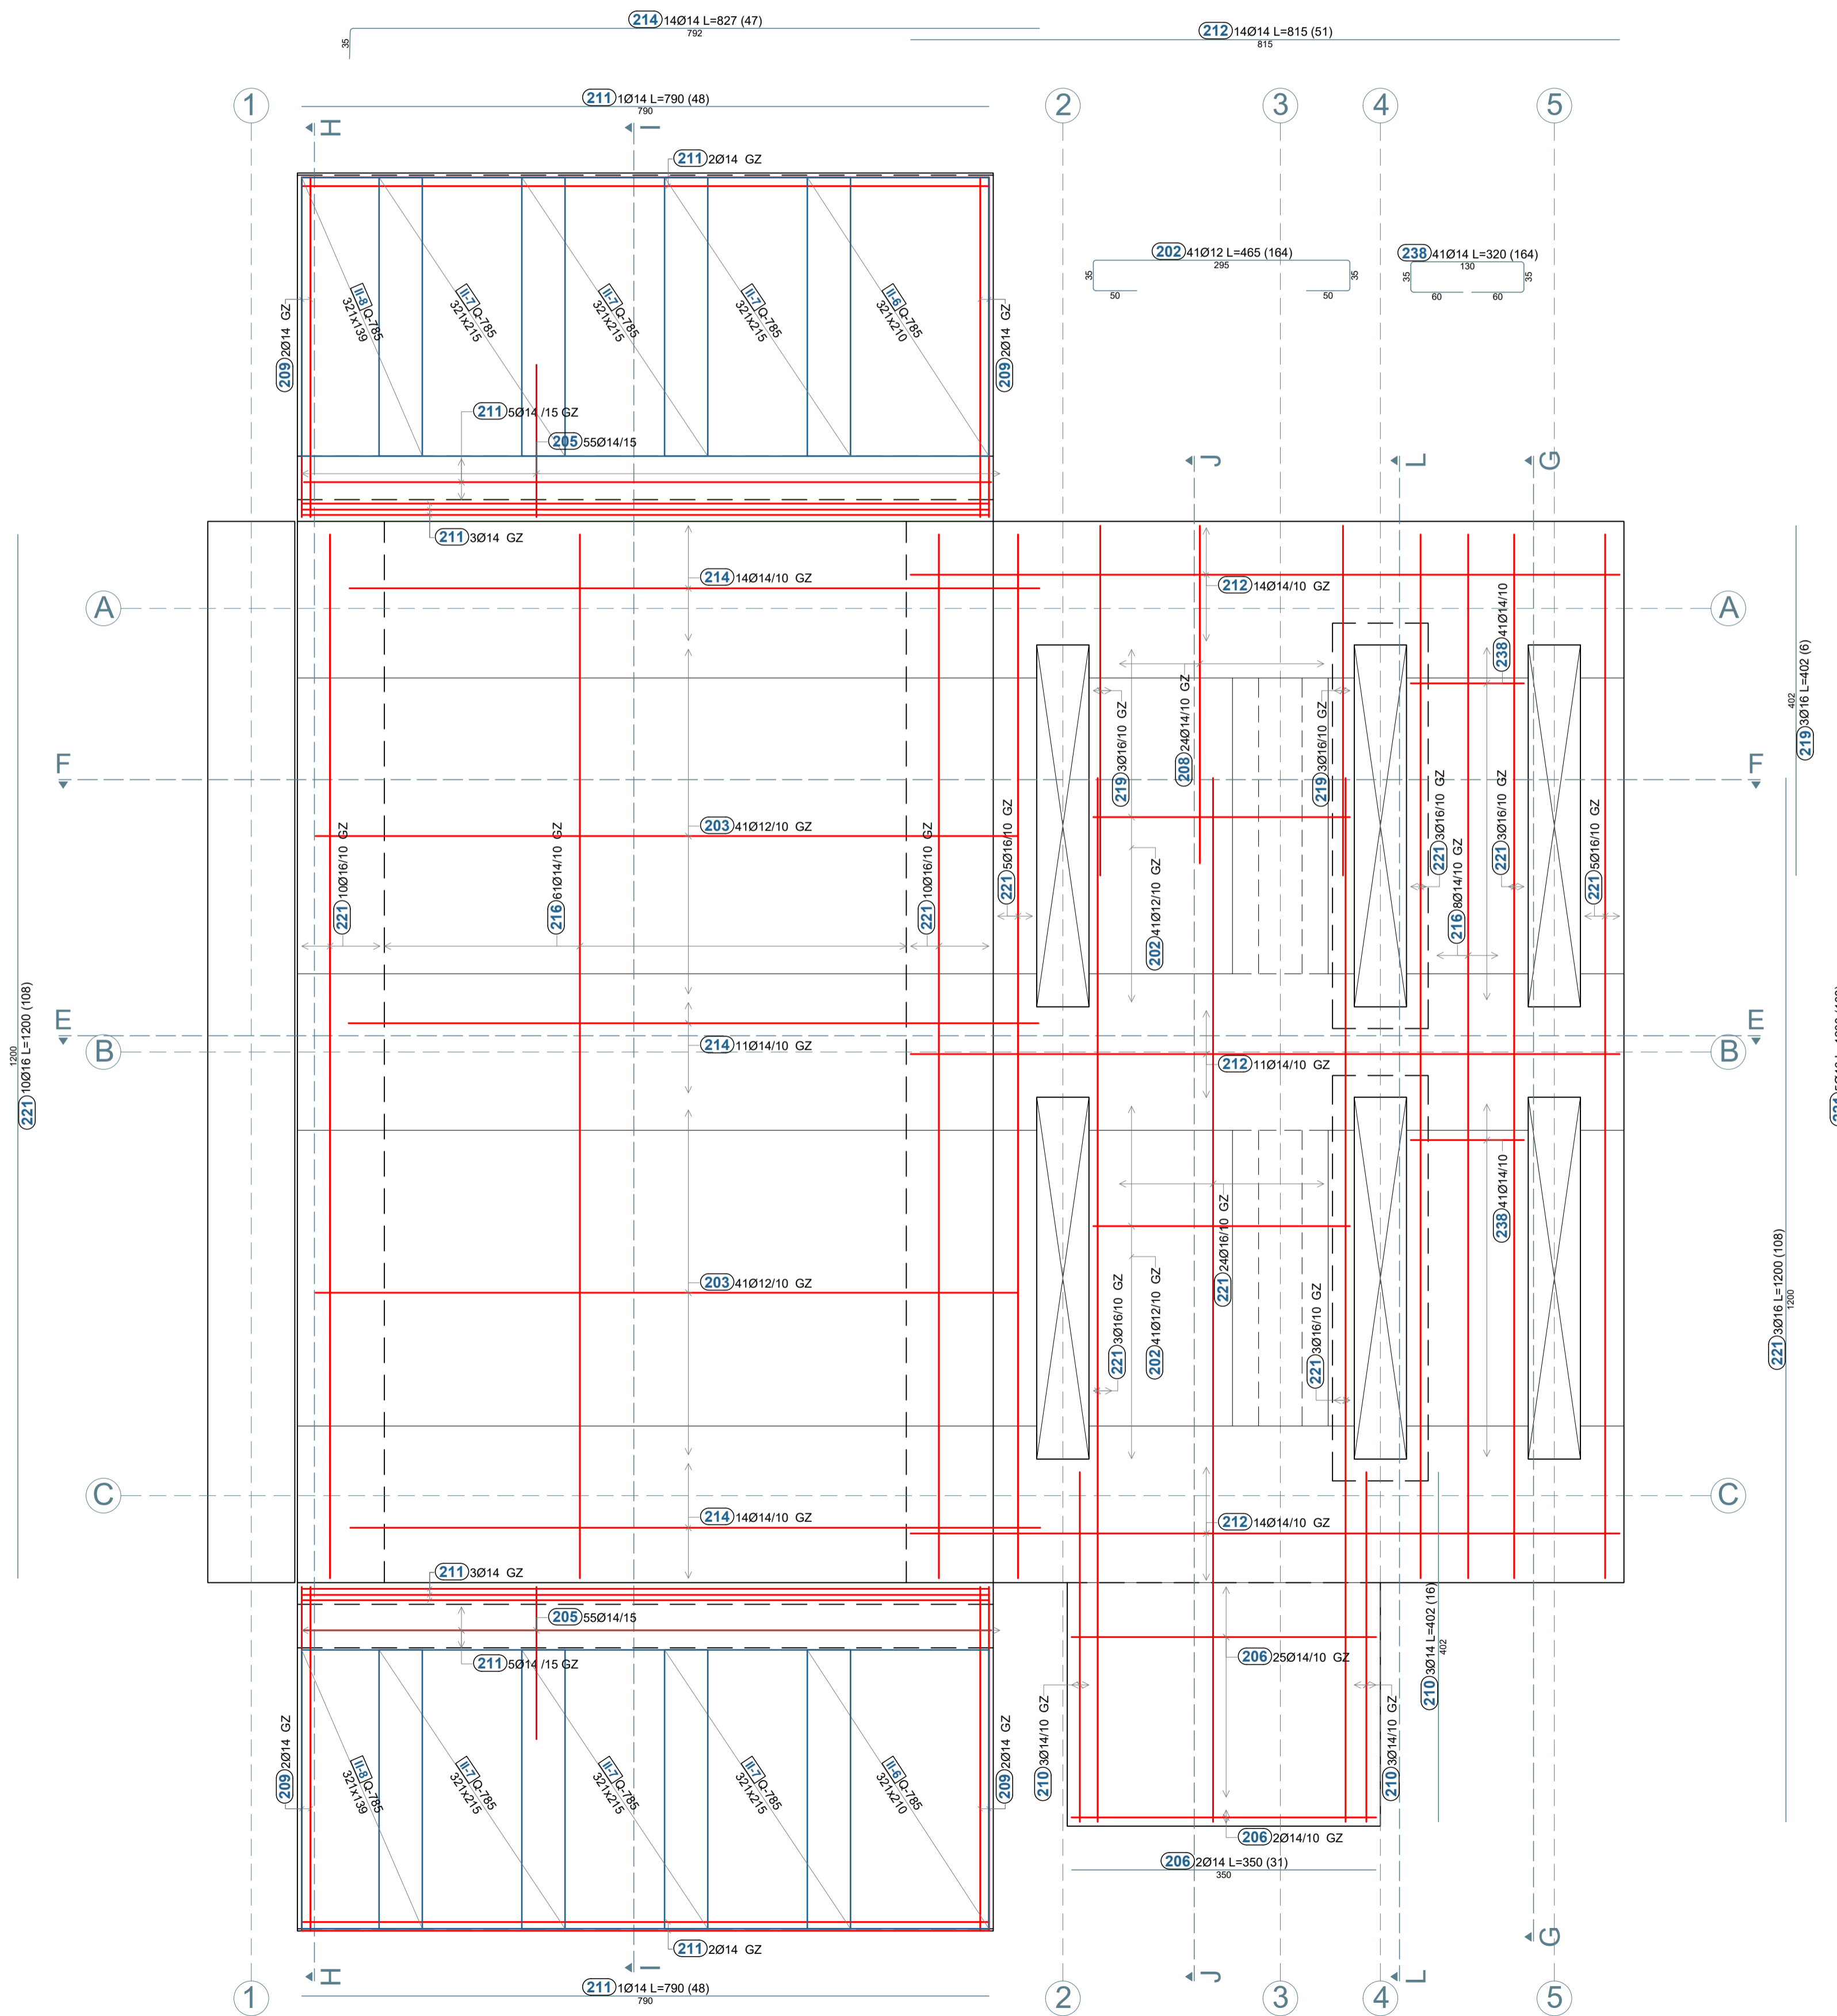 214 14Ø14 L=827 (47)
792
35
212 14Ø14 L=815 (51)
815
211 1Ø14 L=790 (48)
790
1
2
3
4
5
H
I
211 2Ø14 GZ
202 41Ø12 L=465 (164)
295
35
35
50
50
238 41Ø14 L=320 (164)
130
35
35
60
60
II-8 Q-785
321x139
II-7 Q-785
321x215
II-7 Q-785
321x215
II-7 Q-785
321x215
II-6 Q-785
321x210
209 2Ø14 GZ
209 2Ø14 GZ
211 5Ø14 /15 GZ
205 55Ø14/15
J
L
G
211 3Ø14 GZ
214 14Ø14/10 GZ
212 14Ø14/10 GZ
A
A
238 41Ø14/10
402
219 3Ø16 L=402 (6)
219 3Ø16/10 GZ
208 24Ø14/10 GZ
219 3Ø16/10 GZ
F
F
203 41Ø12/10 GZ
221 10Ø16/10 GZ
216 61Ø14/10 GZ
221 10Ø16/10 GZ
221 5Ø16/10 GZ
202 41Ø12/10 GZ
221 3Ø16/10 GZ
216 8Ø14/10 GZ
221 3Ø16/10 GZ
221 5Ø16/10 GZ
1200
221 10Ø16 L=1200 (108)
E
E
214 11Ø14/10 GZ
B
B
212 11Ø14/10 GZ
238 41Ø14/10
203 41Ø12/10 GZ
221 3Ø16/10 GZ
202 41Ø12/10 GZ
221 24Ø16/10 GZ
221 3Ø16/10 GZ
221 3Ø16 L=1200 (108)
1200
C
C
214 14Ø14/10 GZ
212 14Ø14/10 GZ
211 3Ø14 GZ
205 55Ø14/15
211 5Ø14 /15 GZ
206 25Ø14/10 GZ
210 3Ø14 L=402 (16)
402
210 3Ø14/10 GZ
210 3Ø14/10 GZ
209 2Ø14 GZ
209 2Ø14 GZ
II-8 Q-785
321x139
II-7 Q-785
321x215
II-7 Q-785
321x215
II-7 Q-785
321x215
II-6 Q-785
321x210
206 2Ø14/10 GZ
206 2Ø14 L=350 (31)
350
211 2Ø14 GZ
G
H
I
J
L
211 1Ø14 L=790 (48)
790
1
2
3
4
5